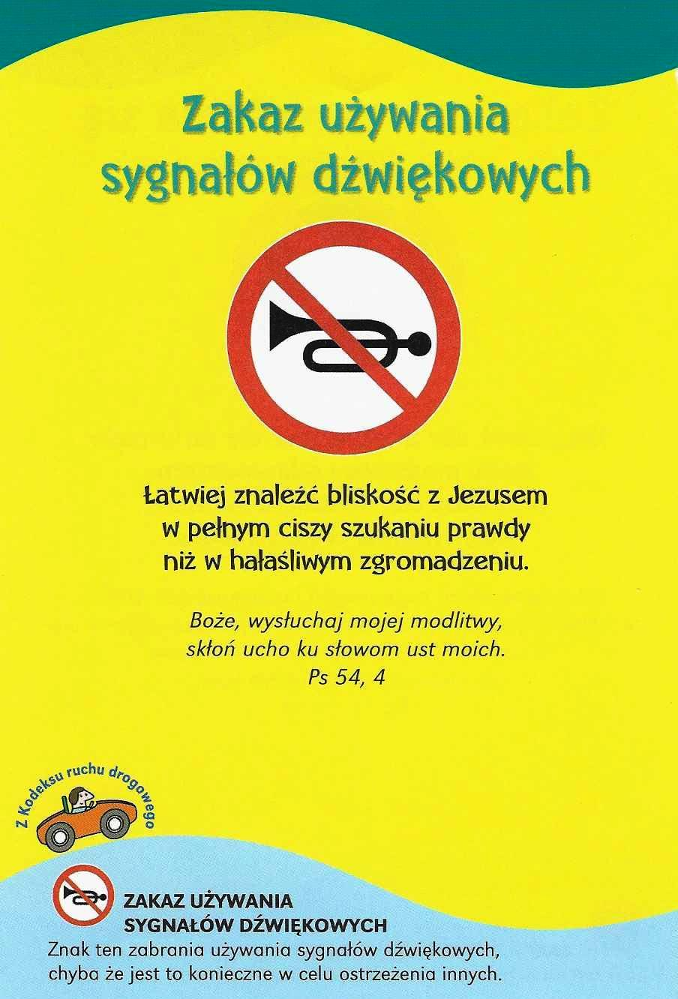 Zakaz używania
sygnałów dźwiękowych
Łatwiej znaleźć bliskość z Jezusem
w pełnym ciszy szukaniu prawdy
niż w hałaśliwym zgromadzeniu.
Boże, wysłuchaj mojej modlitwy,
skłoń ucho ku słowom ust moich.
Ps 54, 4
Z Kodeksu ruchu drogowego
ZAKAZ UŻYWANIA
SYGNAŁÓW DŹWIĘKOWYCH
Znak ten zabrania używania sygnałów dźwiękowych,
chyba że jest to konieczne w celu ostrzeżenia innych.